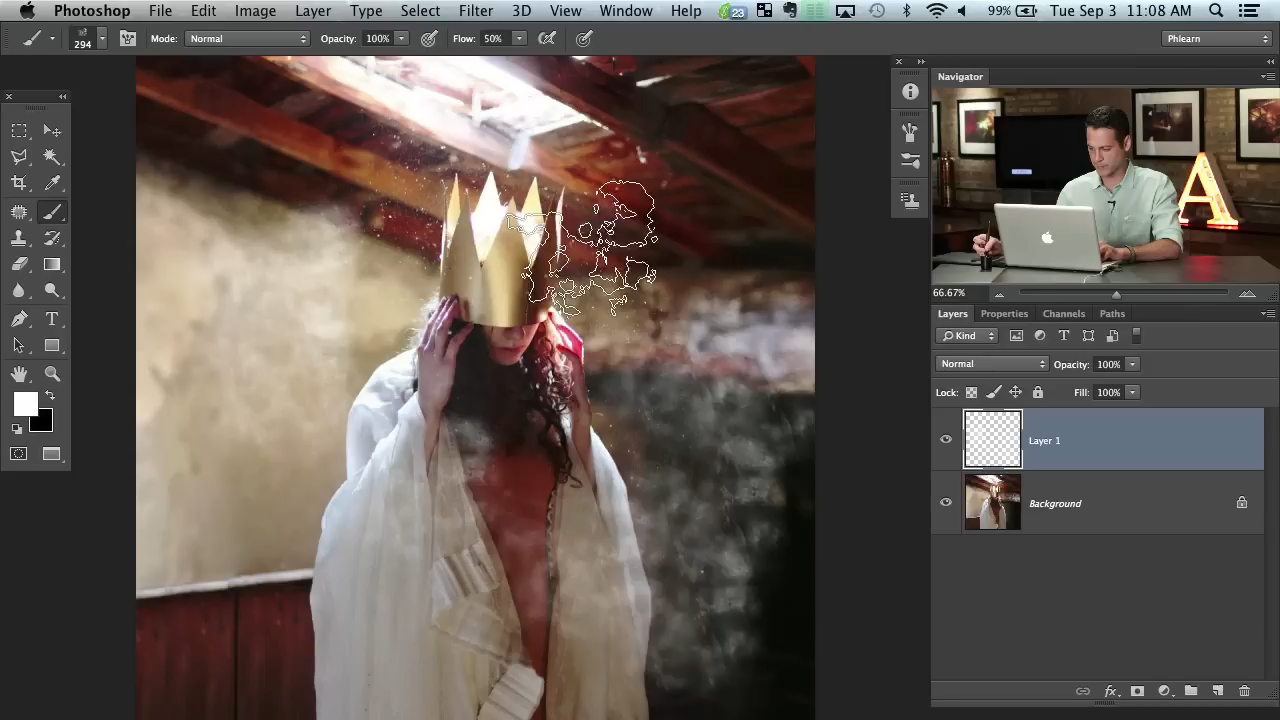 Photoshop File Edit Image Layer Type Select Filter 3D View Window Help 23 99% Tue Sep 3 11:08 AM
294 Mode: Normal Opacity: 100% Flow: 50% Phlearn
Navigator
A
66.67%
Layers Properties Channels Paths
Kind T
Normal Opacity: 100%
Lock: Fill: 100%
Layer 1
Background
fx
T